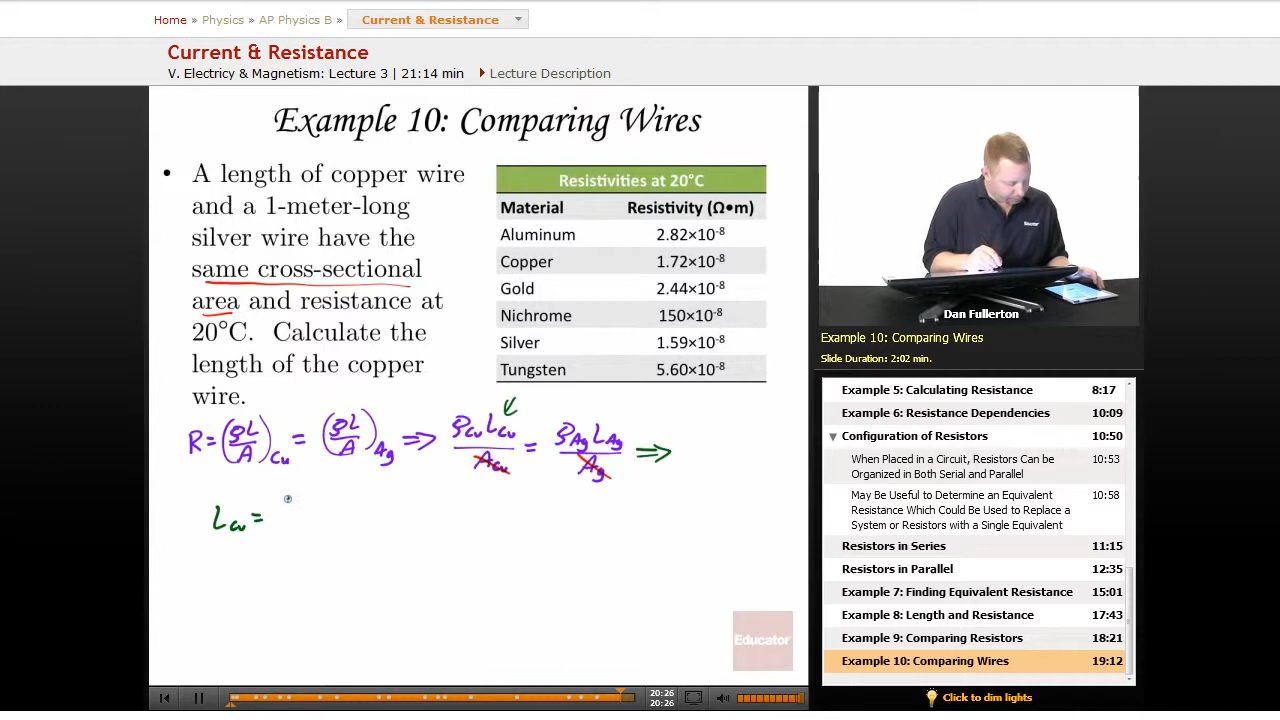 Home » Physics » AP Physics B » Current & Resistance
Current & Resistance
V. Electricy & Magnetism: Lecture 3 | 21:14 min Lecture Description
Example 10: Comparing Wires
• A length of copper wire
and a 1-meter-long
silver wire have the
same cross-sectional
area and resistance at
20°C. Calculate the
length of the copper
wire.
Resistivities at 20°C
Material Resistivity (Ω•m)
Aluminum 2.82×10⁻⁸
Copper 1.72×10⁻⁸
Gold 2.44×10⁻⁸
Nichrome 150×10⁻⁸
Silver 1.59×10⁻⁸
Tungsten 5.60×10⁻⁸
R = (ρL/A)Cu = (ρL/A)Ag ⇒ ρCu LCu / ACu = ρAg LAg / Ag ⇒
LCu =
Educator
Dan Fullerton
Example 10: Comparing Wires
Slide Duration: 2:02 min.
Example 5: Calculating Resistance 8:17
Example 6: Resistance Dependencies 10:09
Configuration of Resistors 10:50
When Placed in a Circuit, Resistors Can be 10:53
Organized in Both Serial and Parallel
May Be Useful to Determine an Equivalent 10:58
Resistance Which Could Be Used to Replace a
System or Resistors with a Single Equivalent
Resistors in Series 11:15
Resistors in Parallel 12:35
Example 7: Finding Equivalent Resistance 15:01
Example 8: Length and Resistance 17:43
Example 9: Comparing Resistors 18:21
Example 10: Comparing Wires 19:12
20:26
20:26
Click to dim lights